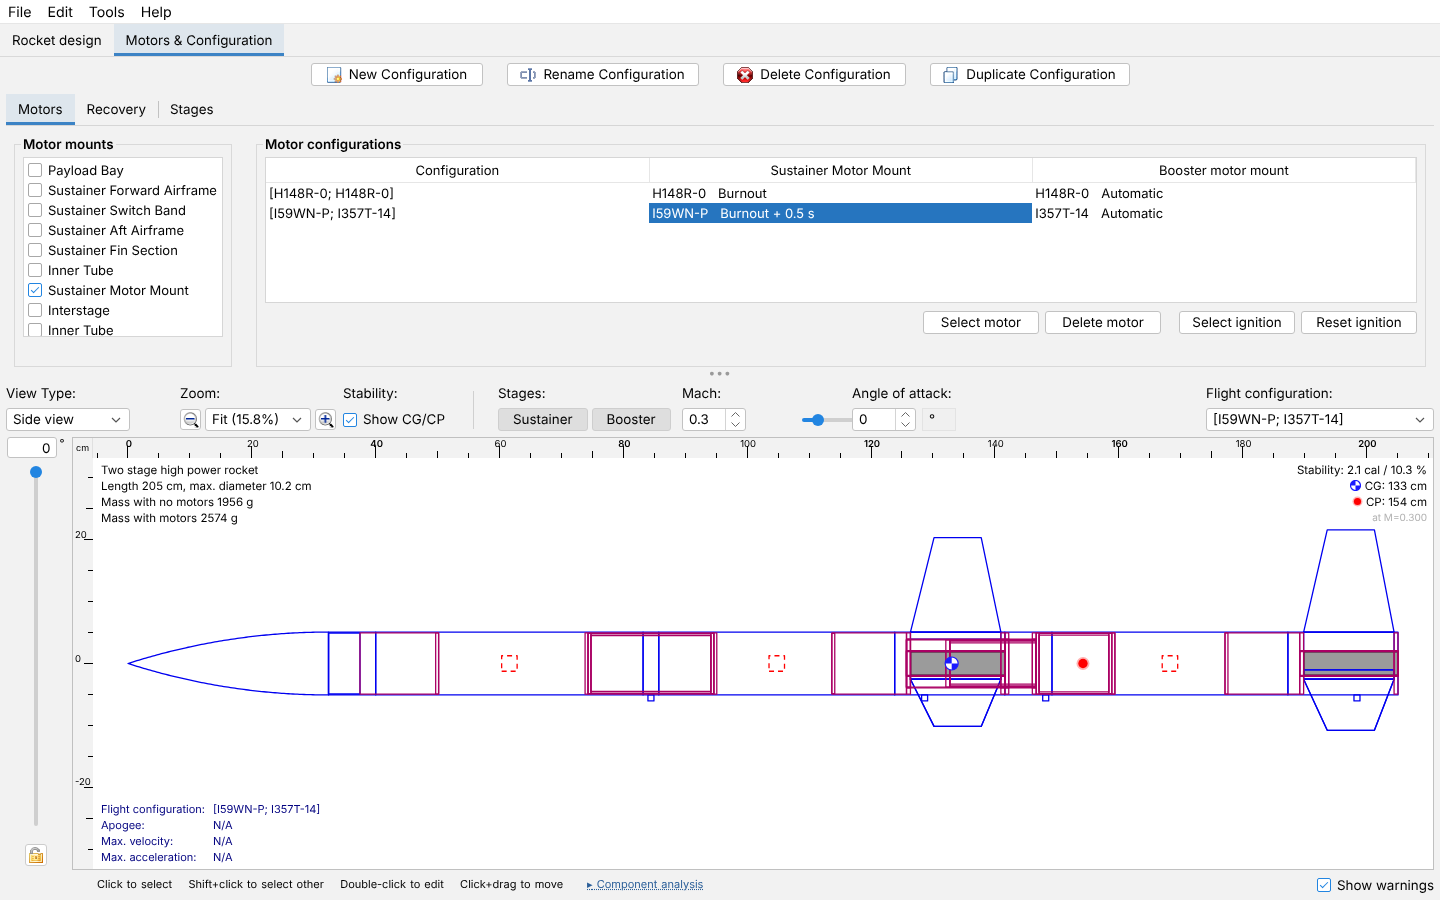 File Edit Tools Help
Rocket design Motors & Configuration
New Configuration Rename Configuration Delete Configuration Duplicate Configuration
Motors Recovery Stages
Motor mounts
Payload Bay
Sustainer Forward Airframe
Sustainer Switch Band
Sustainer Aft Airframe
Sustainer Fin Section
Inner Tube
Sustainer Motor Mount
Interstage
Inner Tube
Motor configurations
Configuration Sustainer Motor Mount Booster motor mount
[H148R-0; H148R-0] H148R-0 Burnout H148R-0 Automatic
[I59WN-P; I357T-14] I59WN-P Burnout + 0.5 s I357T-14 Automatic
Select motor Delete motor Select ignition Reset ignition
View Type: Zoom: Stability: Stages: Mach: Angle of attack: Flight configuration:
Side view Fit (15.8%) Show CG/CP Sustainer Booster 0.3 0 ° [I59WN-P; I357T-14]
0 °
cm 0 20 40 60 80 100 120 140 160 180 200
20
0
-20
Two stage high power rocket
Length 205 cm, max. diameter 10.2 cm
Mass with no motors 1956 g
Mass with motors 2574 g
Stability: 2.1 cal / 10.3 %
CG: 133 cm
CP: 154 cm
at M=0.300
Flight configuration: [I59WN-P; I357T-14]
Apogee: N/A
Max. velocity: N/A
Max. acceleration: N/A
Click to select Shift+click to select other Double-click to edit Click+drag to move ▸ Component analysis Show warnings